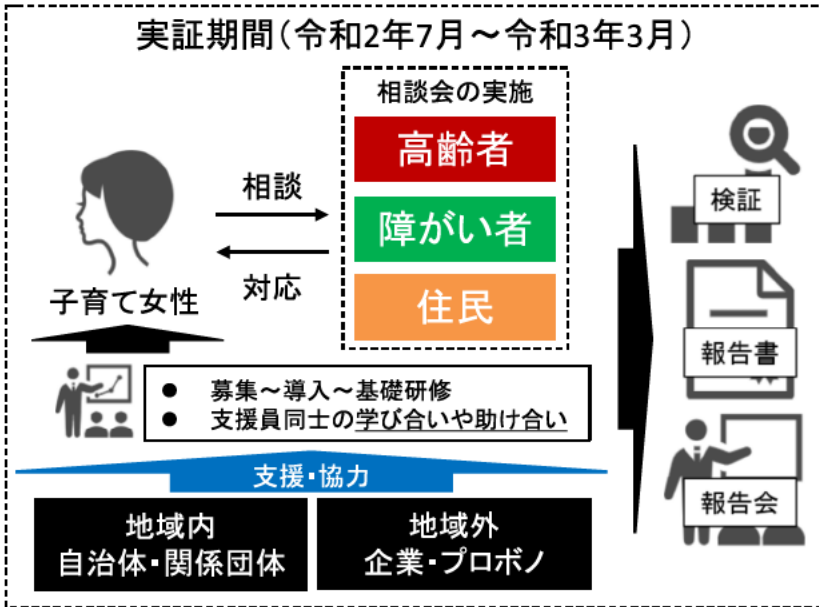 実証期間(令和2年7月～令和3年3月)
相談会の実施
高齢者
障がい者
住民
相談
対応
子育て女性
● 募集～導入～基礎研修
● 支援員同士の学び合いや助け合い
支援・協力
地域内
自治体・関係団体
地域外
企業・プロボノ
検証
報告書
報告会